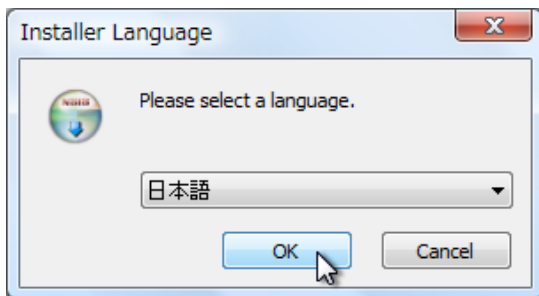 Installer Language
Please select a language.
日本語
OK
Cancel